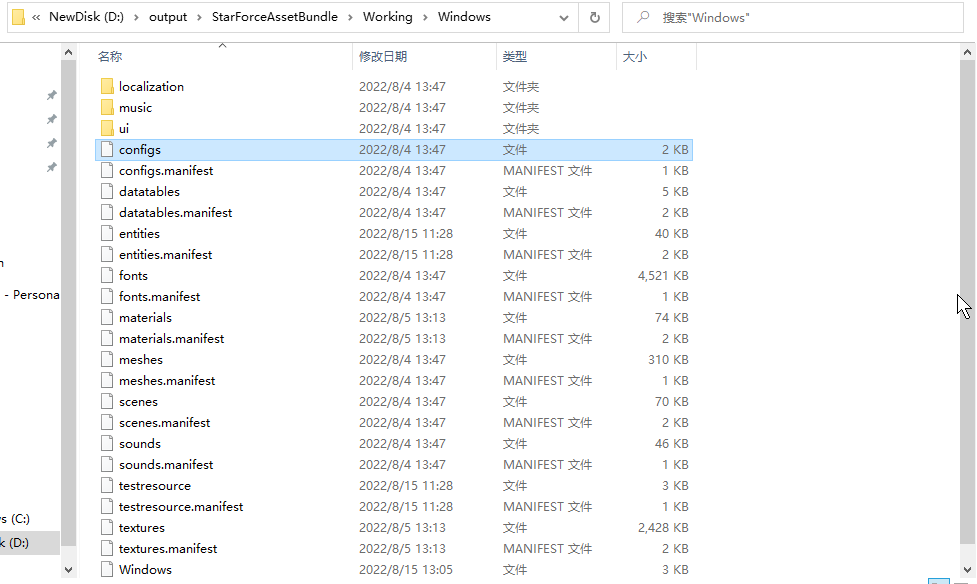 « NewDisk (D:) › output › StarForceAssetBundle › Working › Windows 搜索"Windows"
名称 修改日期 类型 大小
localization 2022/8/4 13:47 文件夹
music 2022/8/4 13:47 文件夹
ui 2022/8/4 13:47 文件夹
configs 2022/8/4 13:47 文件 2 KB
configs.manifest 2022/8/4 13:47 MANIFEST 文件 1 KB
datatables 2022/8/4 13:47 文件 5 KB
datatables.manifest 2022/8/4 13:47 MANIFEST 文件 2 KB
entities 2022/8/15 11:28 文件 40 KB
entities.manifest 2022/8/15 11:28 MANIFEST 文件 2 KB
fonts 2022/8/4 13:47 文件 4,521 KB
- Persona fonts.manifest 2022/8/4 13:47 MANIFEST 文件 1 KB
materials 2022/8/5 13:13 文件 74 KB
materials.manifest 2022/8/5 13:13 MANIFEST 文件 2 KB
meshes 2022/8/4 13:47 文件 310 KB
meshes.manifest 2022/8/4 13:47 MANIFEST 文件 1 KB
scenes 2022/8/4 13:47 文件 70 KB
scenes.manifest 2022/8/4 13:47 MANIFEST 文件 2 KB
sounds 2022/8/4 13:47 文件 46 KB
sounds.manifest 2022/8/4 13:47 MANIFEST 文件 1 KB
testresource 2022/8/15 11:28 文件 3 KB
testresource.manifest 2022/8/15 11:28 MANIFEST 文件 1 KB
s (C:) textures 2022/8/5 13:13 文件 2,428 KB
k (D:) textures.manifest 2022/8/5 13:13 MANIFEST 文件 2 KB
Windows 2022/8/15 13:05 文件 3 KB